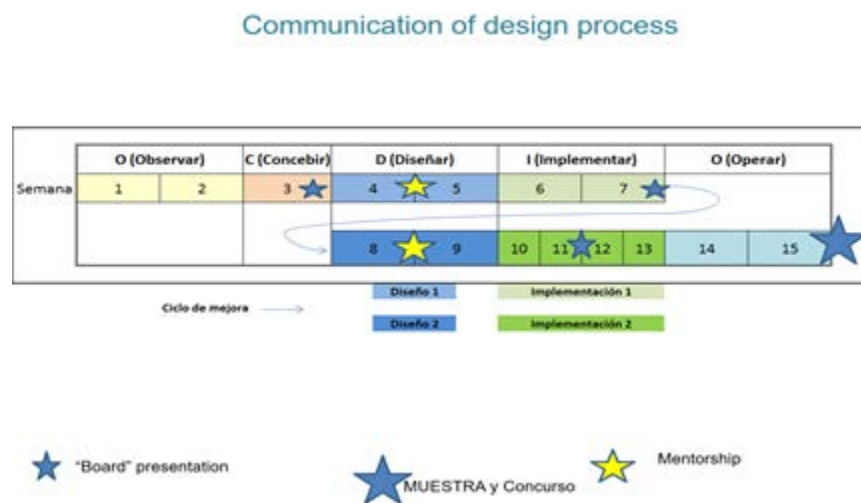 Communication of design process
O (Observar) C (Concebir) D (Diseñar) I (Implementar) O (Operar)
Semana 1 2 3 4 5 6 7
8 9 10 11 12 13 14 15
Diseño 1 Implementación 1
Ciclo de mejora
Diseño 2 Implementación 2
"Board" presentation
MUESTRA y Concurso
Mentorship